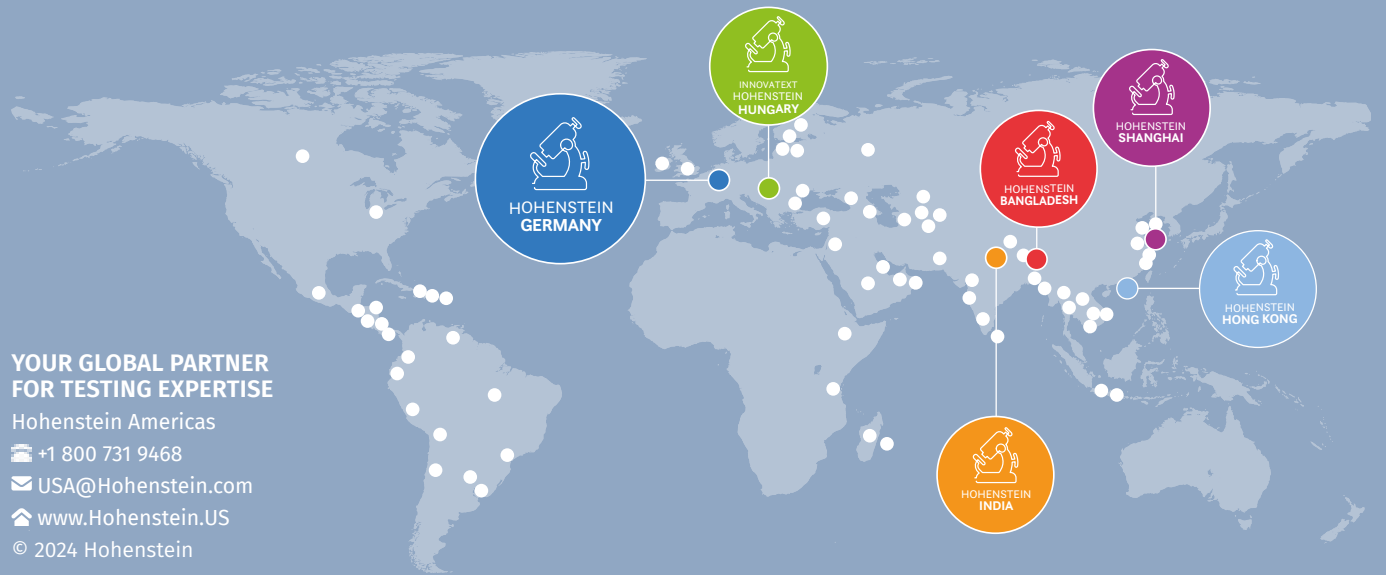 INNOVATEXT
HOHENSTEIN
HUNGARY
HOHENSTEIN
SHANGHAI
HOHENSTEIN
GERMANY
HOHENSTEIN
BANGLADESH
HOHENSTEIN
HONG KONG
HOHENSTEIN
INDIA
YOUR GLOBAL PARTNER
FOR TESTING EXPERTISE
Hohenstein Americas
+1 800 731 9468
USA@Hohenstein.com
www.Hohenstein.US
© 2024 Hohenstein